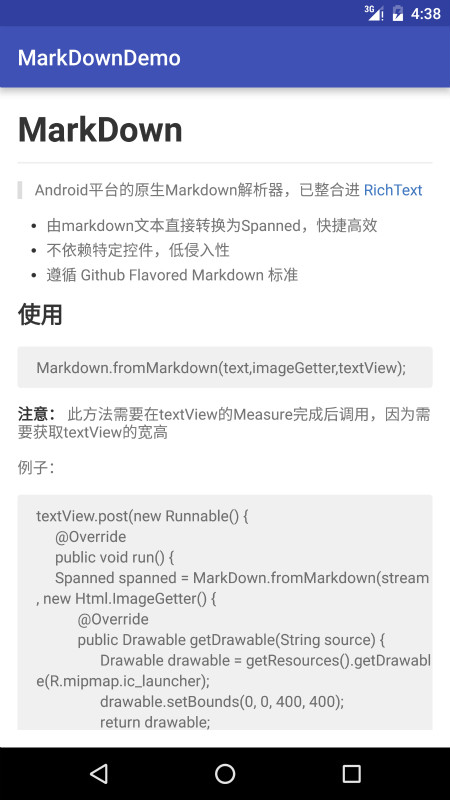 3G 4:38
MarkDownDemo
MarkDown
Android平台的原生Markdown解析器，已整合进 RichText
• 由markdown文本直接转换为Spanned，快捷高效
• 不依赖特定控件，低侵入性
• 遵循 Github Flavored Markdown 标准
使用
Markdown.fromMarkdown(text,imageGetter,textView);
注意： 此方法需要在textView的Measure完成后调用，因为需
要获取textView的宽高
例子：
textView.post(new Runnable() {
@Override
public void run() {
Spanned spanned = MarkDown.fromMarkdown(stream
, new Html.ImageGetter() {
@Override
public Drawable getDrawable(String source) {
Drawable drawable = getResources().getDrawabl
e(R.mipmap.ic_launcher);
drawable.setBounds(0, 0, 400, 400);
return drawable;